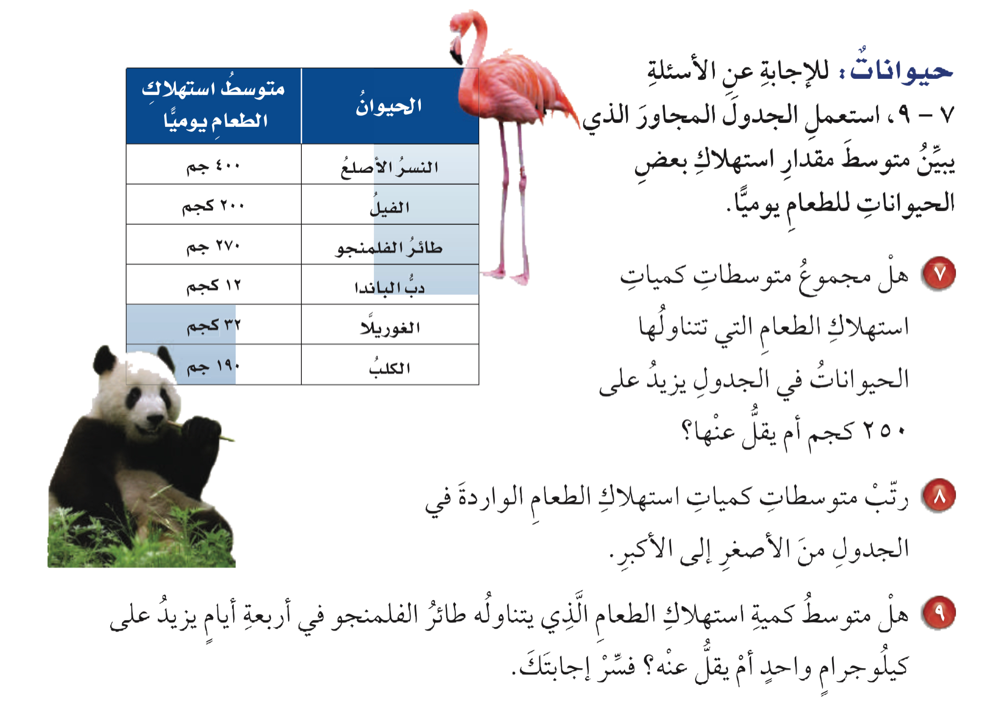 حيواناتٌ: للإجابةِ عنِ الأسئلةِ
٧ – ٩، استعملِ الجدولَ المجاورَ الذي
يبيِّنُ متوسطَ مقدارِ استهلاكِ بعضِ
الحيواناتِ للطعامِ يوميًّا.
الحيوانُ	متوسطُ استهلاكِ الطعامِ يوميًّا
النسرُ الأصلعُ	٤٠٠ جم
الفيلُ	٢٠٠ كجم
طائرُ الفلمنجو	٢٧٠ جم
دبُّ الباندا	١٢ كجم
الغوريلَّا	٣٢ كجم
الكلبُ	١٩٠ جم
٧ هلْ مجموعُ متوسطاتِ كمياتِ
استهلاكِ الطعامِ التي تتناولُها
الحيواناتُ في الجدولِ يزيدُ على
٢٥٠ كجم أم يقلُّ عنْها؟
٨ رتّبْ متوسطاتِ كمياتِ استهلاكِ الطعامِ الواردةَ في
الجدولِ منَ الأصغرِ إلى الأكبرِ.
٩ هلْ متوسطُ كميةِ استهلاكِ الطعامِ الَّذِي يتناولُه طائرُ الفلمنجو في أربعةِ أيامٍ يزيدُ على
كيلُوجرامٍ واحدٍ أمْ يقلُّ عنْه؟ فسِّرْ إجابتَكَ.